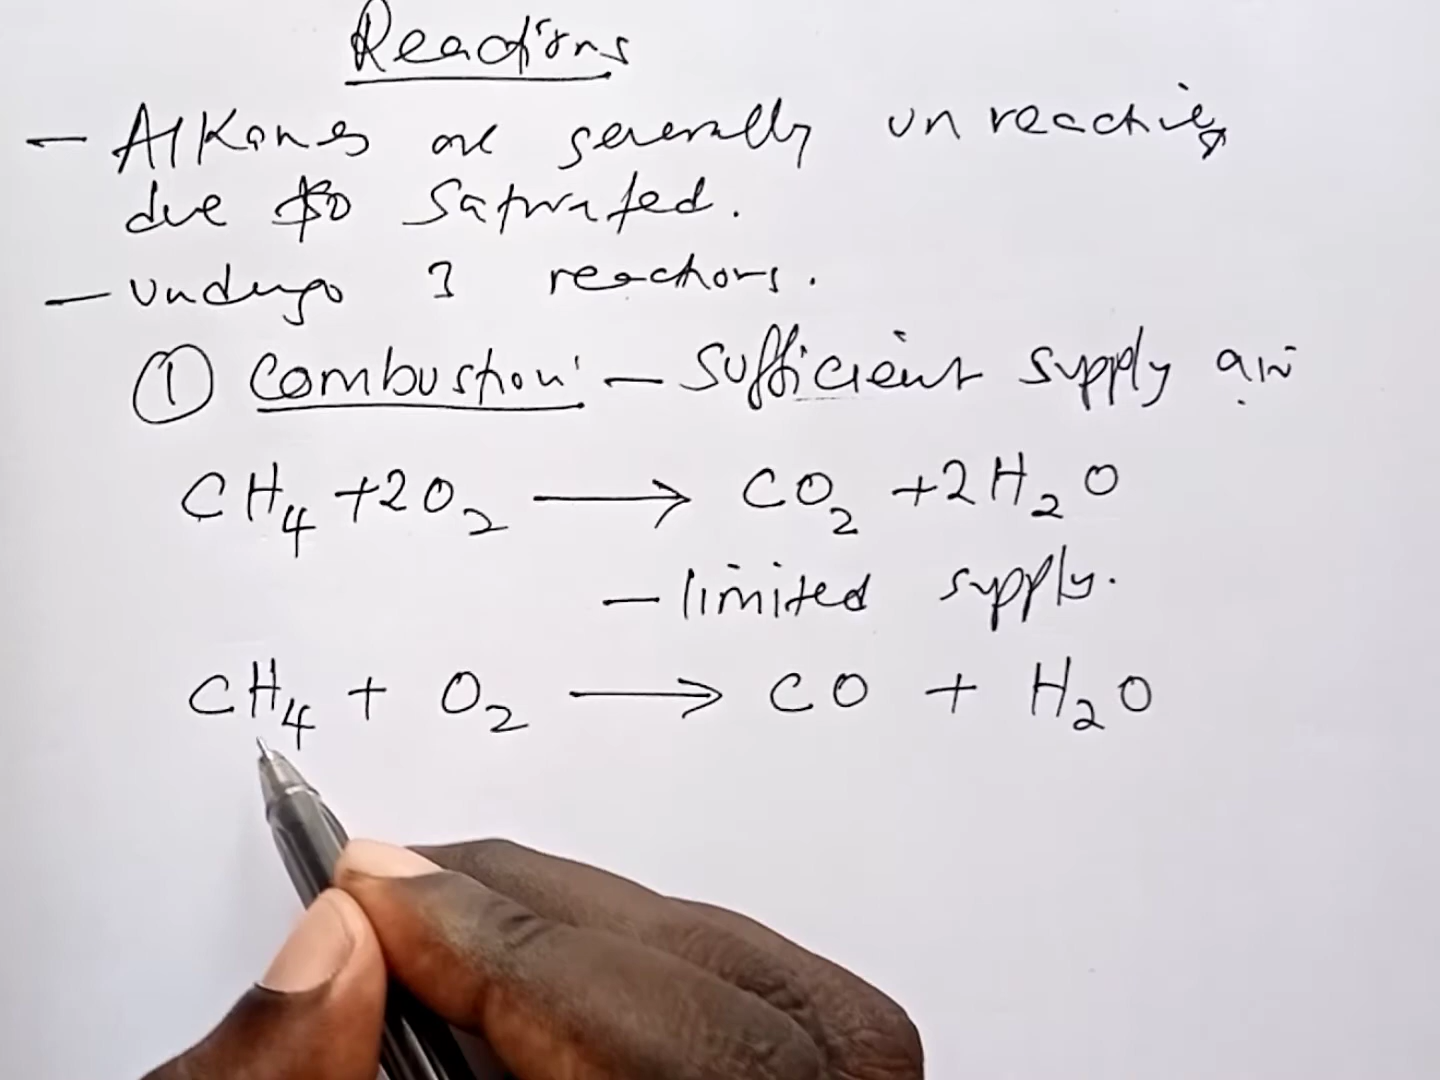 Reactions
- Alkanes are generally unreactive
due to saturated.
- undergo 3 reactions.
① Combustion - sufficient supply air
CH₄ + 2O₂ → CO₂ + 2H₂O
- limited supply.
CH₄ + O₂ → CO + H₂O